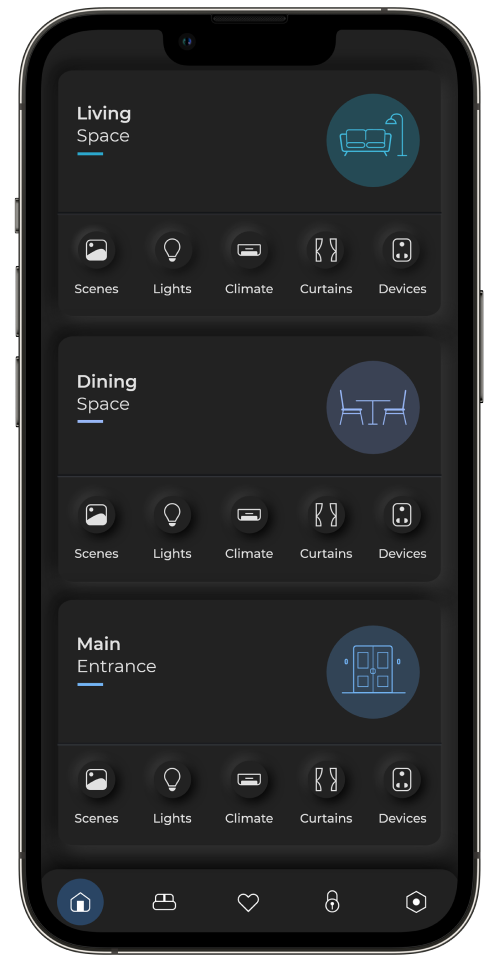 Living
Space
Scenes Lights Climate Curtains Devices
Dining
Space
Scenes Lights Climate Curtains Devices
Main
Entrance
Scenes Lights Climate Curtains Devices